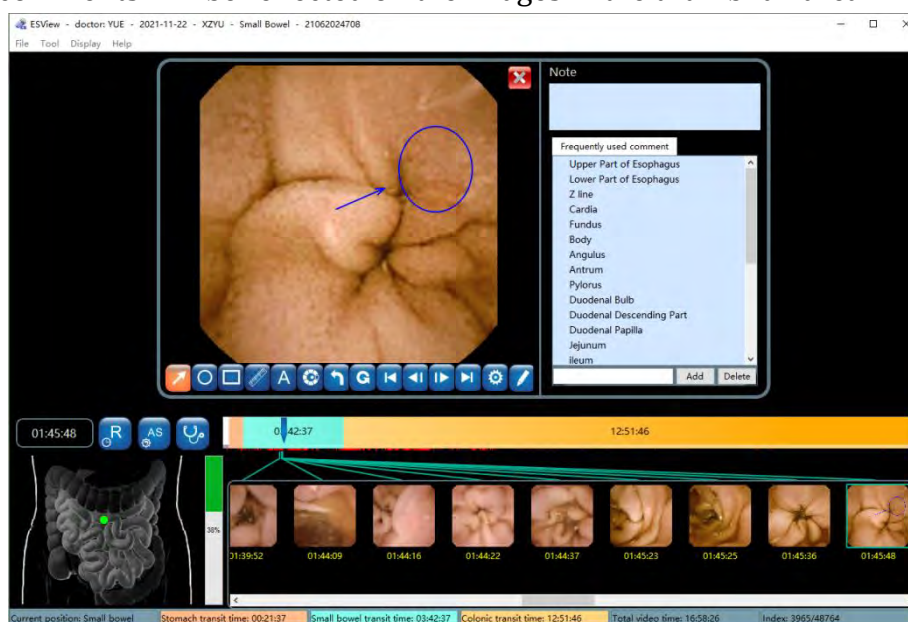 ESView - doctor: YUE - 2021-11-22 - XZYU - Small Bowel - 21062024708
File Tool Display Help
Note
Frequently used comment
Upper Part of Esophagus
Lower Part of Esophagus
Z line
Cardia
Fundus
Body
Angulus
Antrum
Pylorus
Duodenal Bulb
Duodenal Descending Part
Duodenal Papilla
Jejunum
ileum
Add Delete
A G
01:45:48 R AS
42:37 12:51:46
38%
01:39:52 01:44:09 01:44:16 01:44:22 01:44:37 01:45:23 01:45:25 01:45:36 01:45:48
Current position: Small bowel Stomach transit time: 00:21:37 Small bowel transit time: 03:42:37 Colonic transit time: 12:51:46 Total video time: 16:58:26 Index: 3965/48764